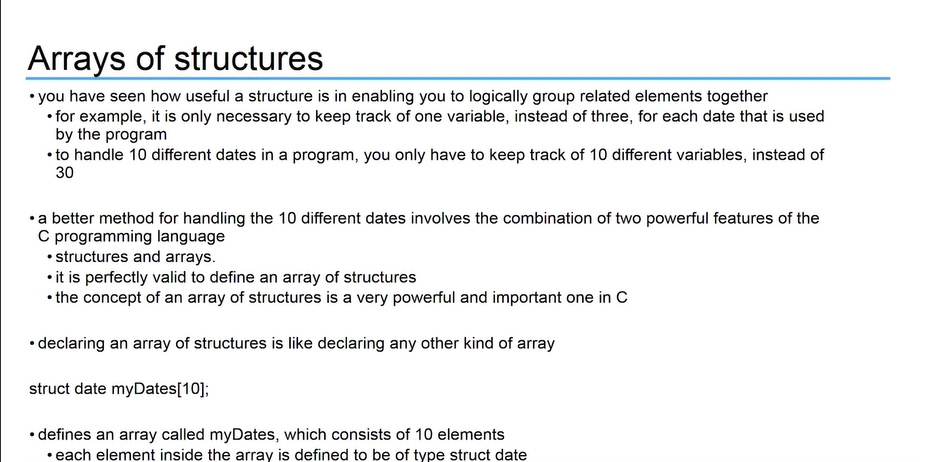 Arrays of structures
• you have seen how useful a structure is in enabling you to logically group related elements together
• for example, it is only necessary to keep track of one variable, instead of three, for each date that is used
by the program
• to handle 10 different dates in a program, you only have to keep track of 10 different variables, instead of
30
• a better method for handling the 10 different dates involves the combination of two powerful features of the
C programming language
• structures and arrays.
• it is perfectly valid to define an array of structures
• the concept of an array of structures is a very powerful and important one in C
• declaring an array of structures is like declaring any other kind of array
struct date myDates[10];
• defines an array called myDates, which consists of 10 elements
• each element inside the array is defined to be of type struct date